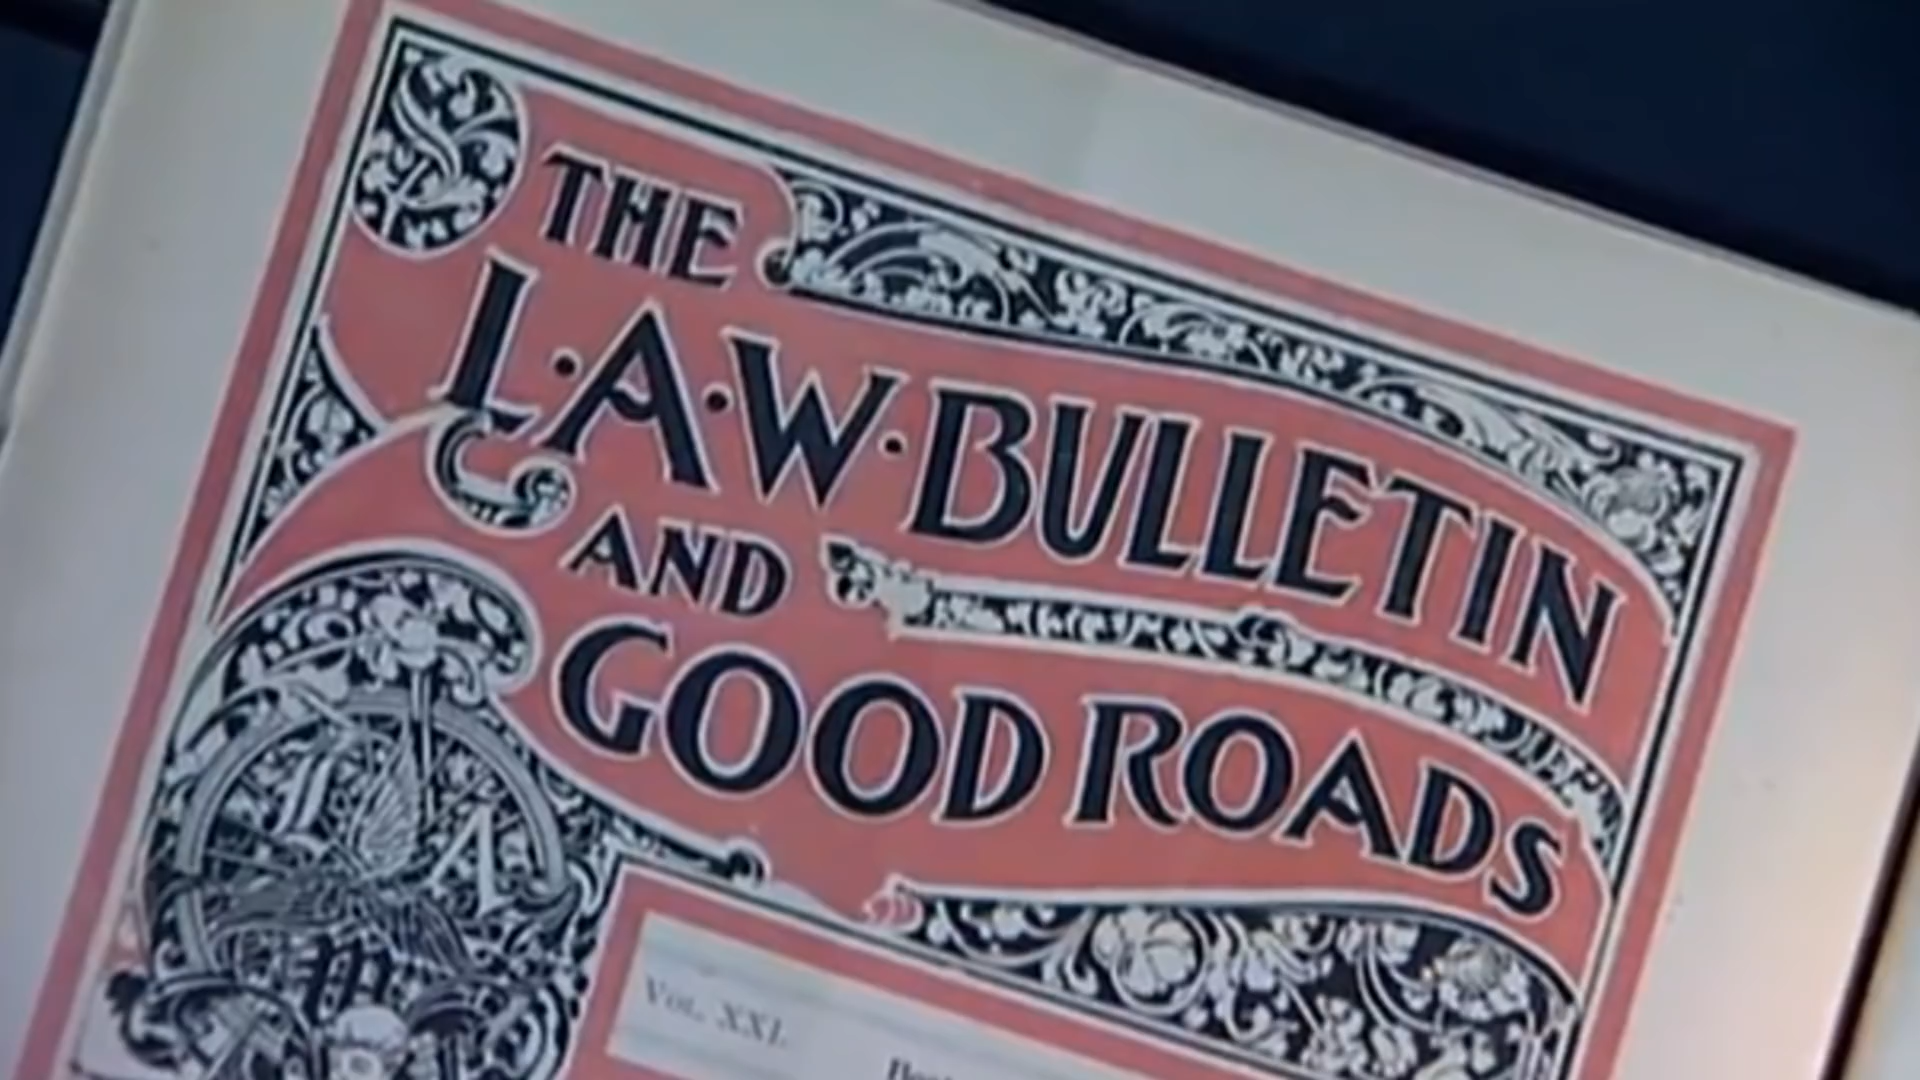 THE
L·A·W·BULLETIN
AND
GOOD ROADS
L
A
W
VOL. XXI.